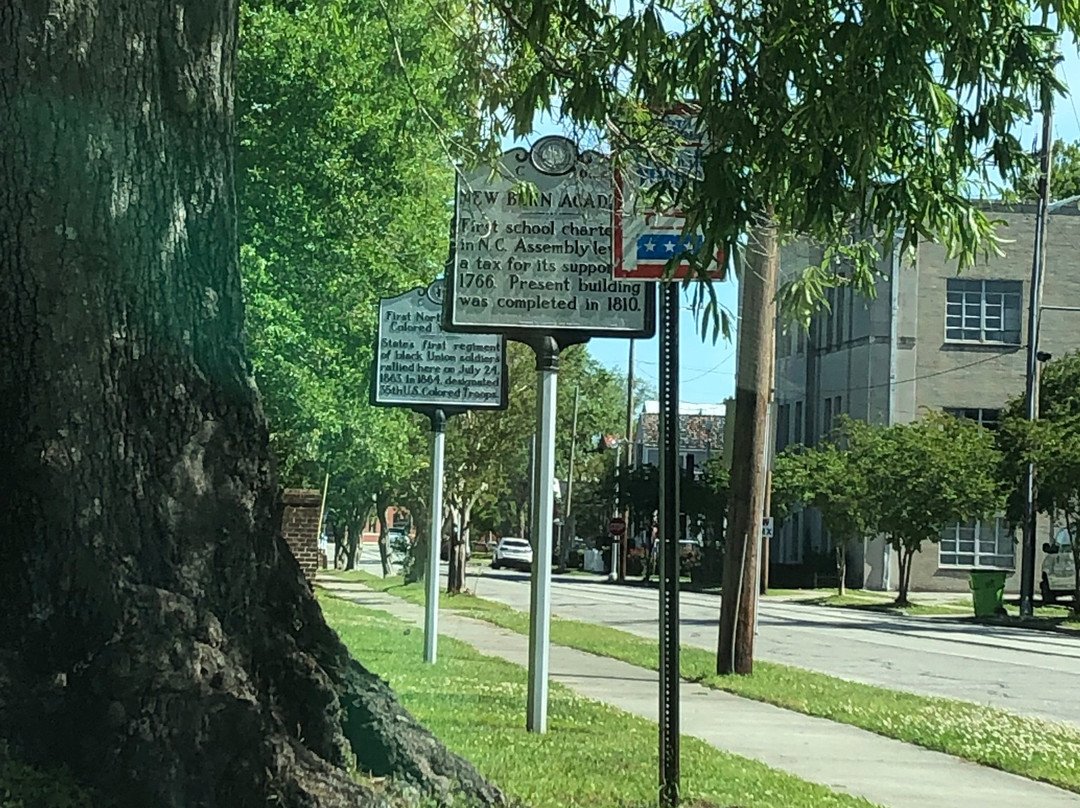 NEW BERN ACAD
First school charte
in N.C. Assembly le
a tax for its suppo
1766. Present building
was completed in 1810.
First Nort
Colored V
States first regiment
of black Union soldiers
rallied here on July 24,
1863. In 1864, designated
35th U.S. Colored Troops.